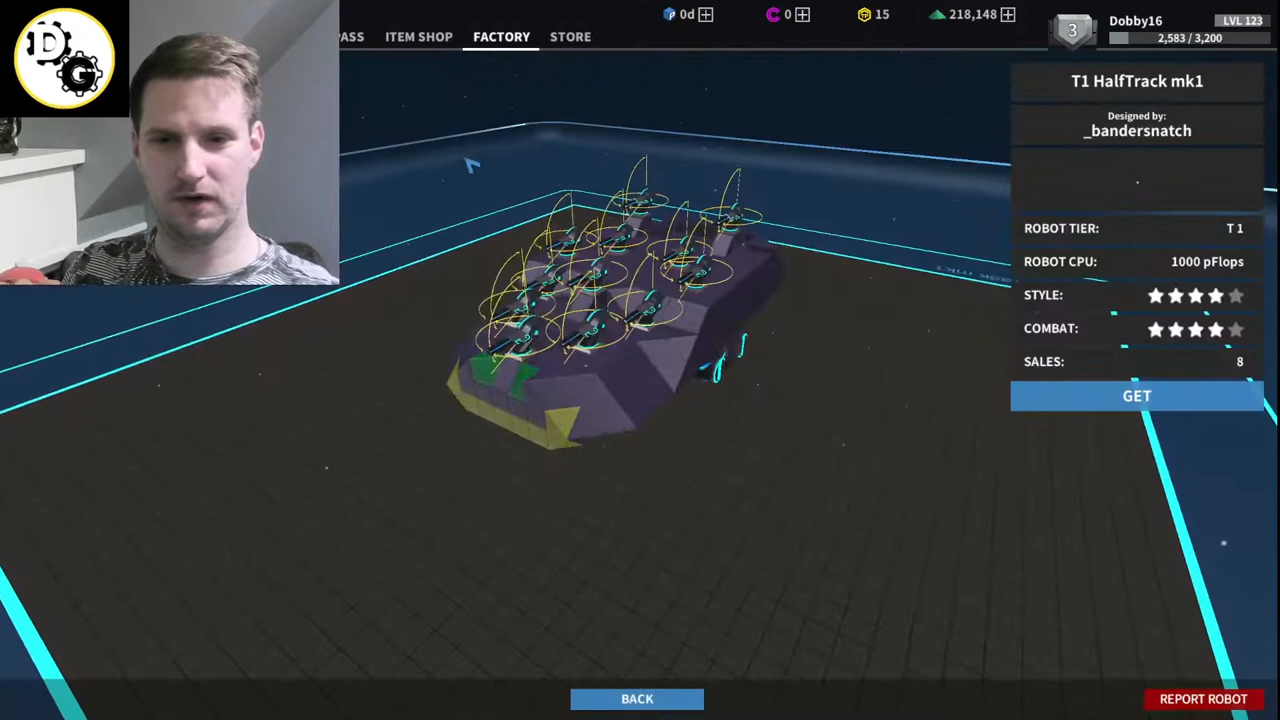 D
G
PASS
ITEM SHOP
FACTORY
STORE
0d
0
15
218,148
3
Dobby16
LVL 123
2,583 / 3,200
T1 HalfTrack mk1
Designed by:
_bandersnatch
.
ROBOT TIER: T 1
ROBOT CPU: 1000 pFlops
STYLE:
COMBAT:
SALES: 8
GET
BACK
REPORT ROBOT